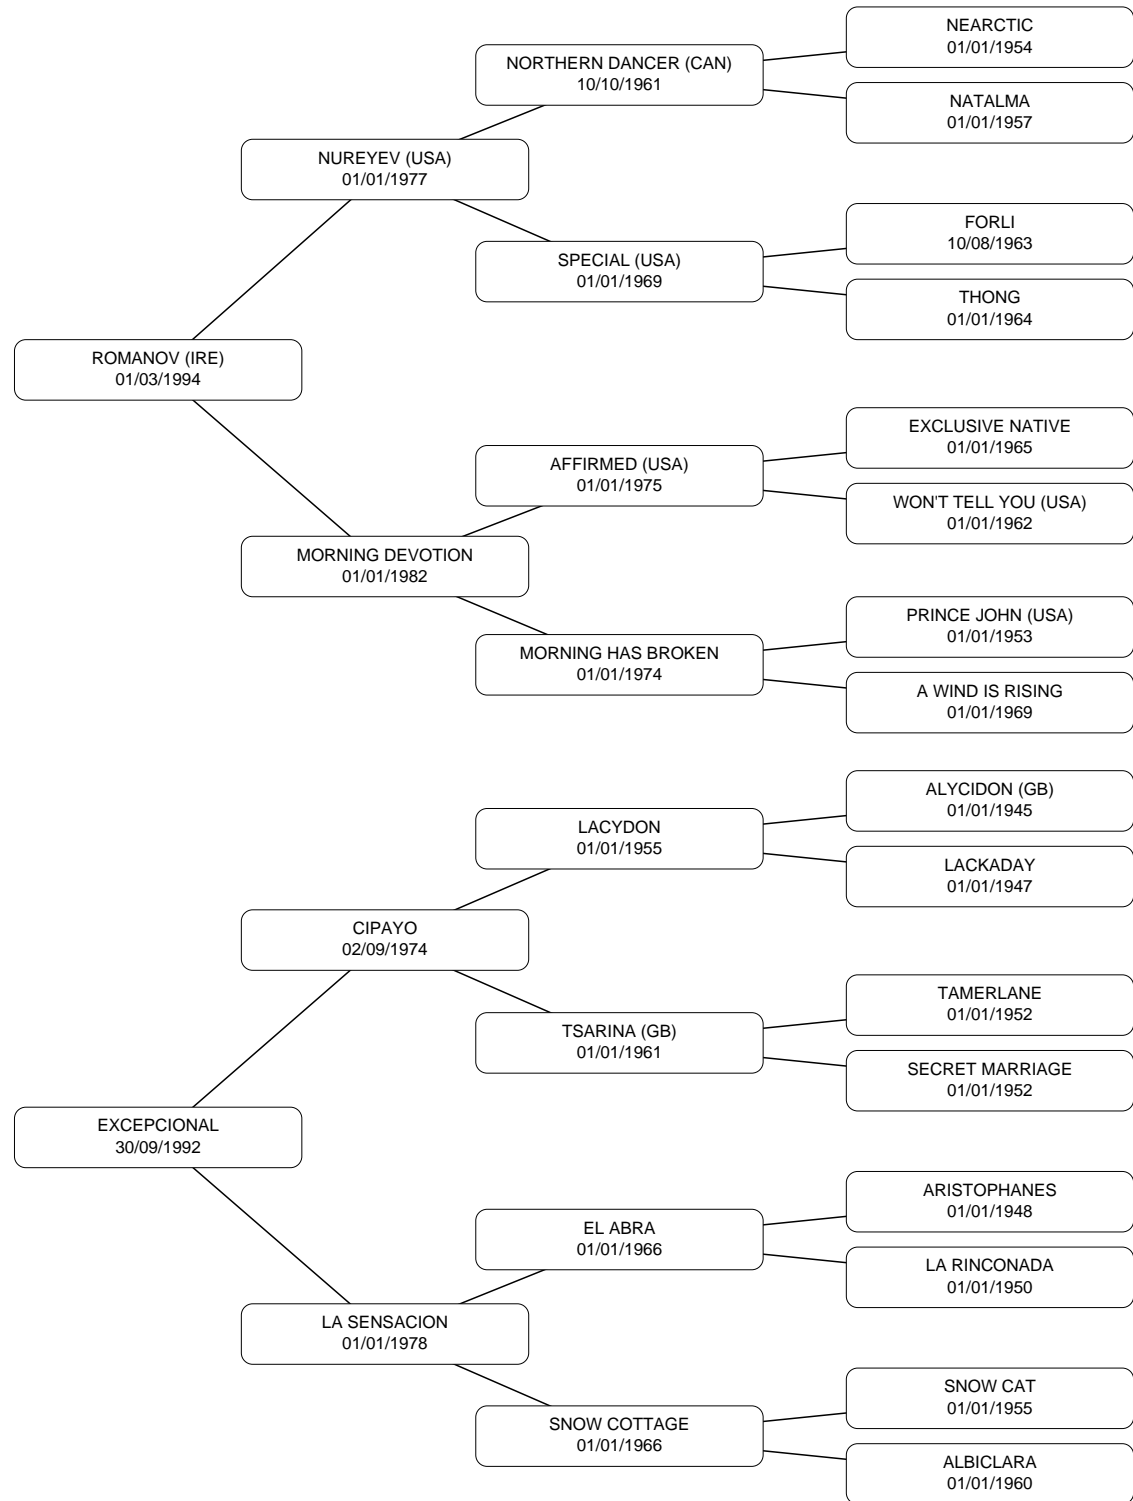 NEARCTIC
01/01/1954
NORTHERN DANCER (CAN)
10/10/1961
NATALMA
01/01/1957
NUREYEV (USA)
01/01/1977
FORLI
10/08/1963
SPECIAL (USA)
01/01/1969
THONG
01/01/1964
ROMANOV (IRE)
01/03/1994
EXCLUSIVE NATIVE
01/01/1965
AFFIRMED (USA)
01/01/1975
WON'T TELL YOU (USA)
01/01/1962
MORNING DEVOTION
01/01/1982
PRINCE JOHN (USA)
01/01/1953
MORNING HAS BROKEN
01/01/1974
A WIND IS RISING
01/01/1969
ALYCIDON (GB)
01/01/1945
LACYDON
01/01/1955
LACKADAY
01/01/1947
CIPAYO
02/09/1974
TAMERLANE
01/01/1952
TSARINA (GB)
01/01/1961
SECRET MARRIAGE
01/01/1952
EXCEPCIONAL
30/09/1992
ARISTOPHANES
01/01/1948
EL ABRA
01/01/1966
LA RINCONADA
01/01/1950
LA SENSACION
01/01/1978
SNOW CAT
01/01/1955
SNOW COTTAGE
01/01/1966
ALBICLARA
01/01/1960